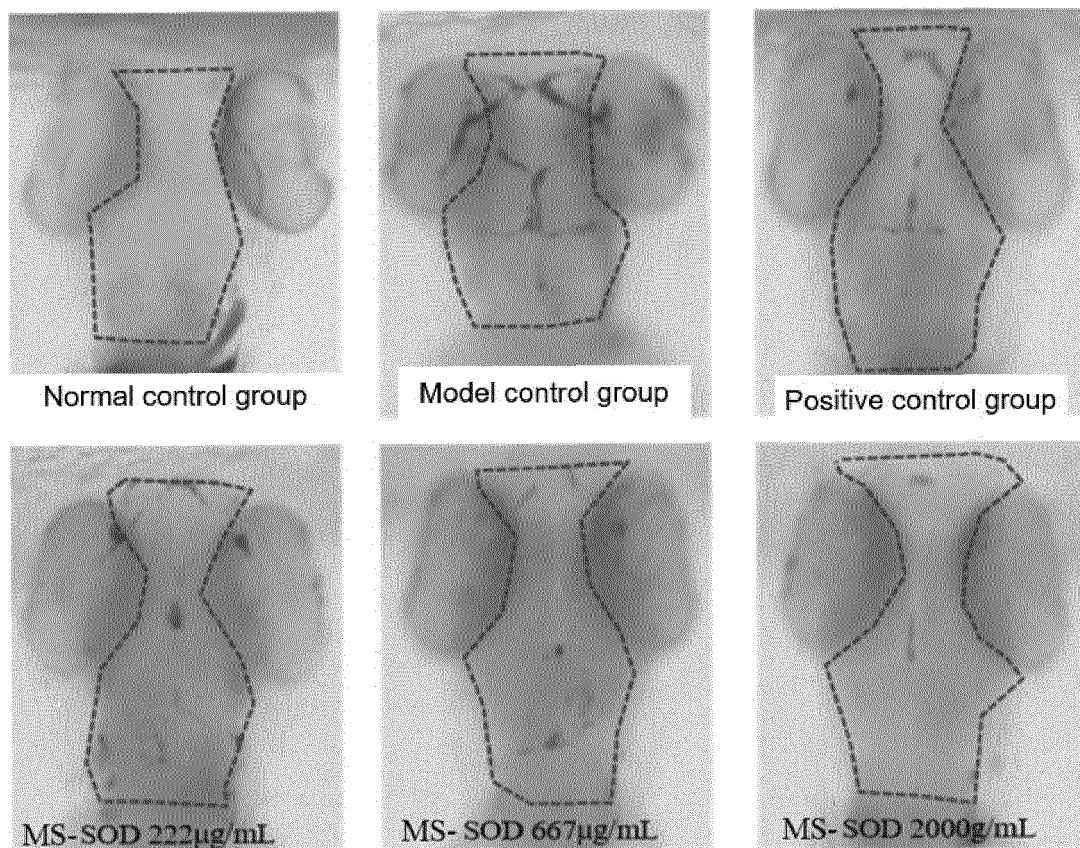 Normal control group
Model control group
Positive control group
MS-SOD 222μg/mL
MS- SOD 667μg/mL
MS- SOD 2000g/mL